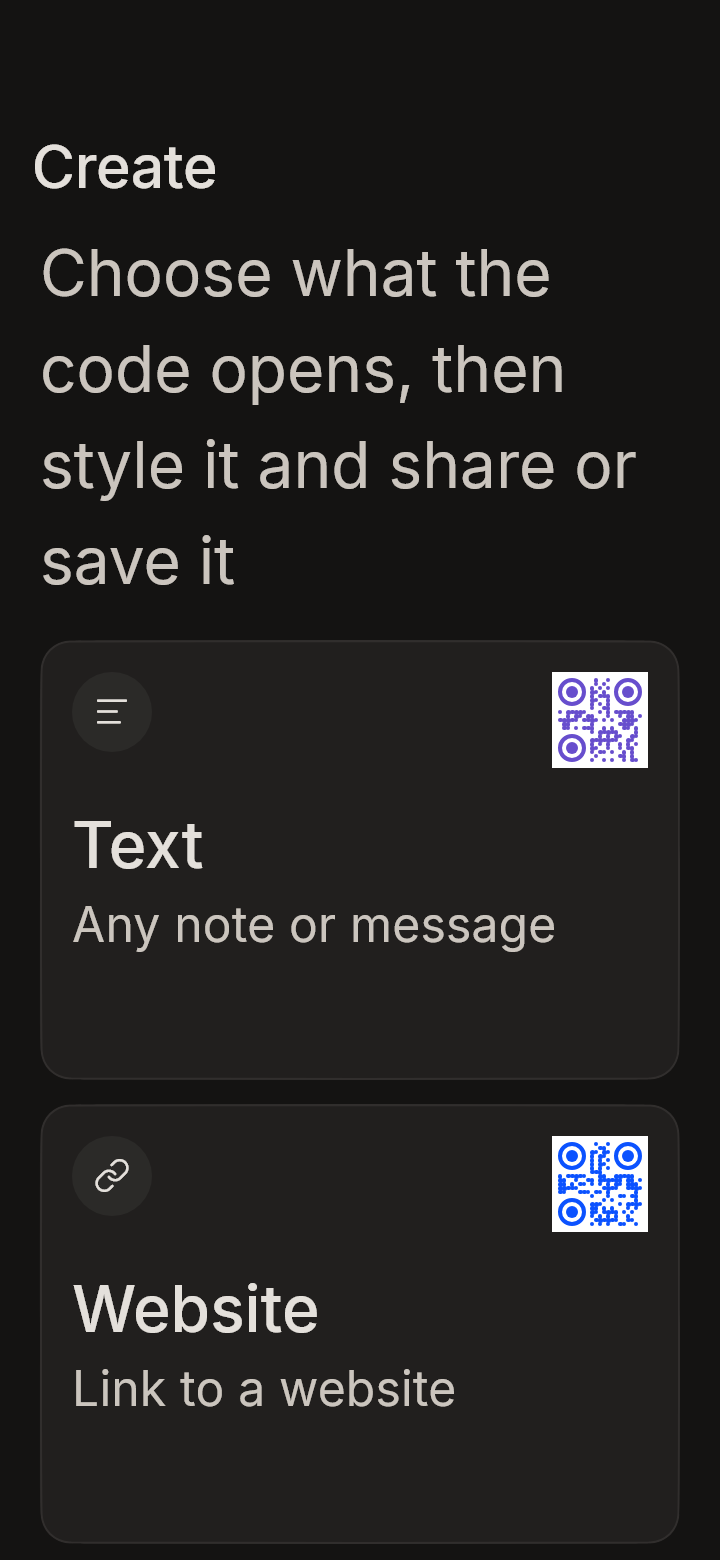 Create
Choose what the
code opens, then
style it and share or
save it
Text
Any note or message
Website
Link to a website